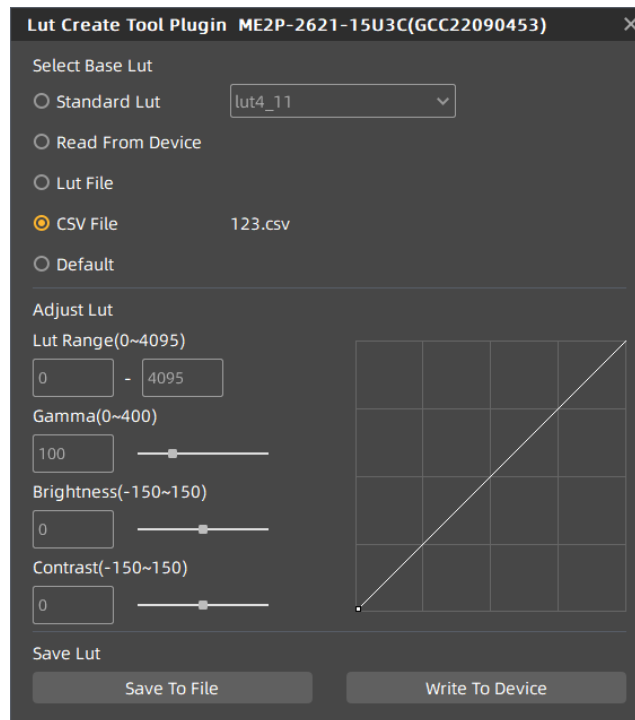 Lut Create Tool Plugin ME2P-2621-15U3C(GCC22090453) ×
Select Base Lut
Standard Lut lut4_11
Read From Device
Lut File
CSV File 123.csv
Default
Adjust Lut
Lut Range(0~4095)
0 - 4095
Gamma(0~400)
100
Brightness(-150~150)
0
Contrast(-150~150)
0
Save Lut
Save To File Write To Device